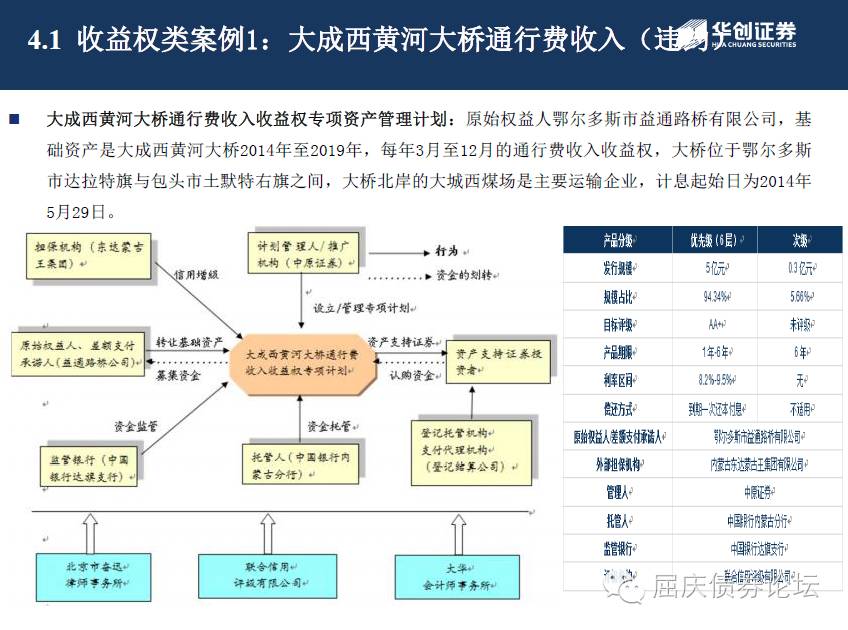 4.1 收益权类案例1：大成西黄河大桥通行费收入（违约）
华创证券
HUA CHUANG SECURITIES
大成西黄河大桥通行费收入收益权专项资产管理计划：原始权益人鄂尔多斯市益通路桥有限公司，基
础资产是大成西黄河大桥2014年至2019年，每年3月至12月的通行费收入收益权，大桥位于鄂尔多斯
市达拉特旗与包头市土默特右旗之间，大桥北岸的大城西煤场是主要运输企业，计息起始日为2014年
5月29日。
担保机构（东达蒙古
王集团）
计划管理人/推广
机构（中原证券）
行为
资金的划转
信用增级
设立/管理专项计划
原始权益人、差额支付
承诺人(益通路桥公司)
转让基础资产
募集资金
大成西黄河大桥通行费
收入收益权专项计划
资产支持证券
认购资金
资产支持证券投
资者
资金监管
资金托管
监管银行（中国
银行达旗支行）
托管人（中国银行内
蒙古分行）
登记托管机构
支付代理机构
（登记结算公司）
北京市奋迅
律师事务所
联合信用
评级有限公司
大华
会计师事务所
产品分级 优先级（6层） 次级
发行规模 5亿元 0.3亿元
规模占比 94.34% 5.66%
目标评级 AA+ 未评级
产品期限 1年-6年 6年
利率区间 8.2%-9.5% 无
偿还方式 到期一次还本付息 不适用
原始权益人/差额支付承诺人 鄂尔多斯市益通路桥有限公司
外部担保机构 内蒙古东达蒙古王集团有限公司
管理人 中原证券
托管人 中国银行内蒙古分行
监管银行 中国银行达旗支行
联合信用评级有限公司
屈庆债券论坛